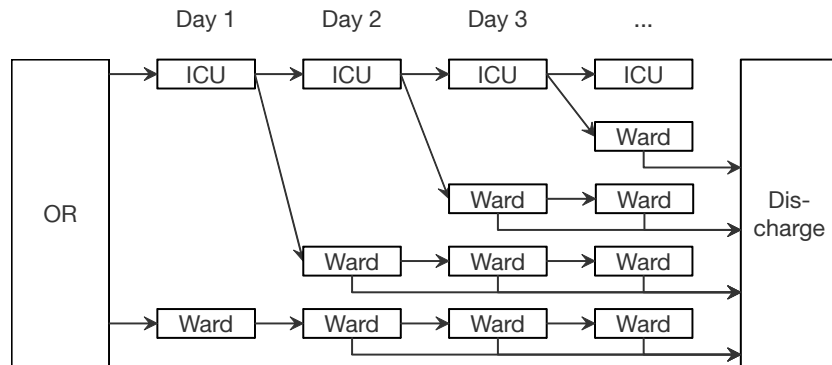 Day 1 Day 2 Day 3 ...
ICU ICU ICU ICU
Ward
Ward Ward
OR
Dis-
charge
Ward Ward Ward
Ward Ward Ward Ward